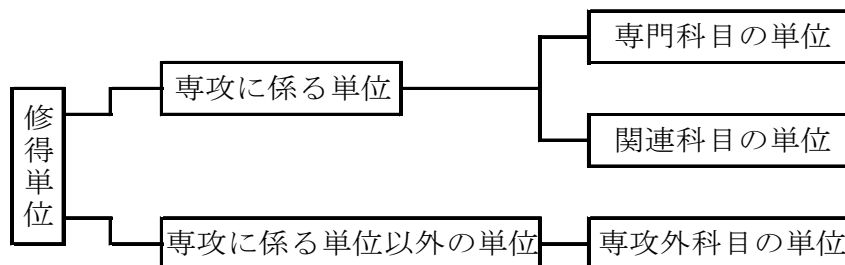 修得単位
専攻に係る単位
専門科目の単位
関連科目の単位
専攻に係る単位以外の単位
専攻外科目の単位